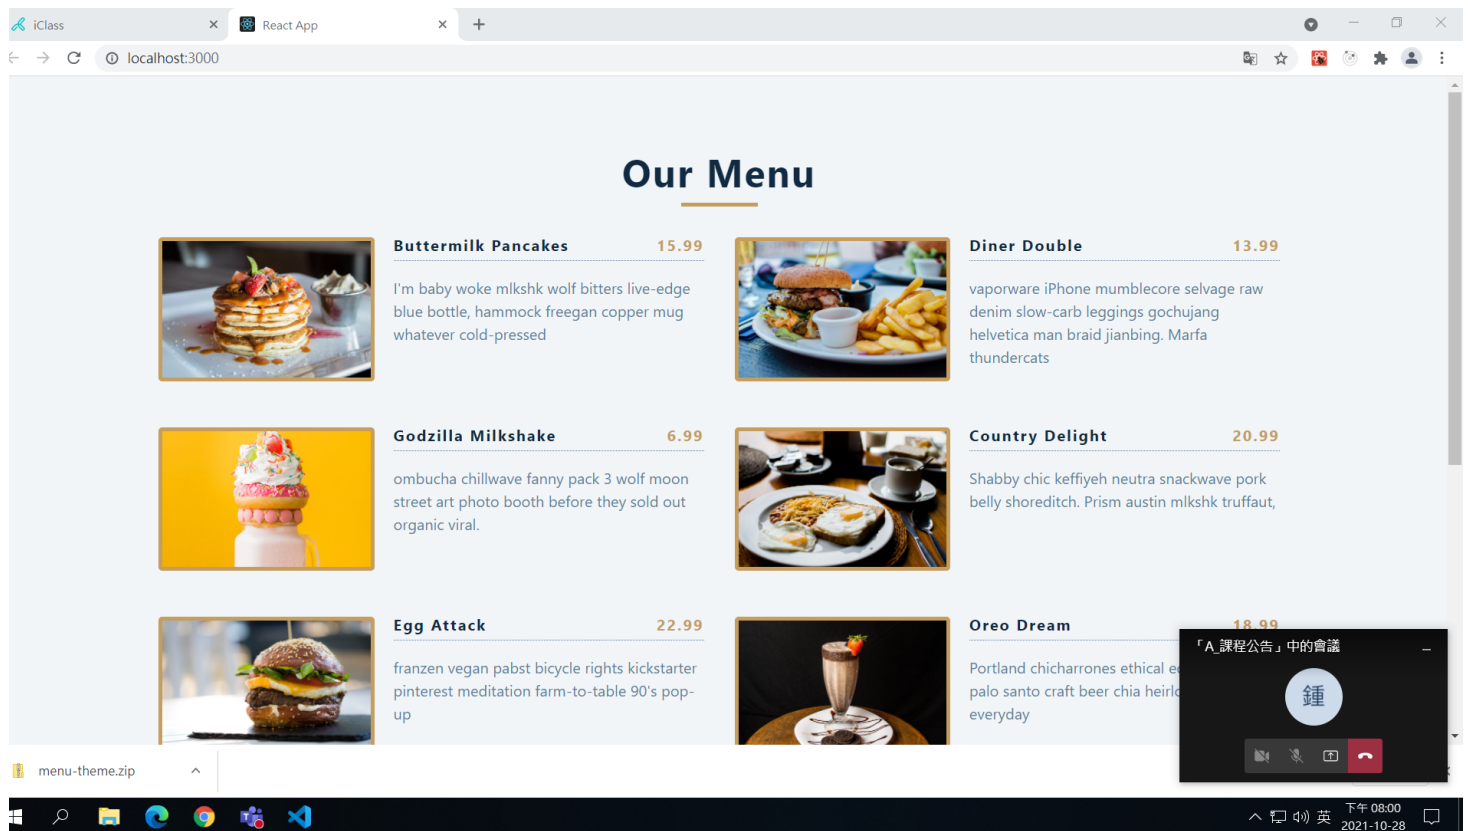 iClass
React App
localhost:3000
Our Menu
Buttermilk Pancakes 15.99
I'm baby woke mlkshk wolf bitters live-edge
blue bottle, hammock freegan copper mug
whatever cold-pressed
Diner Double 13.99
vaporware iPhone mumblecore selvage raw
denim slow-carb leggings gochujang
helvetica man braid jianbing. Marfa
thundercats
Godzilla Milkshake 6.99
ombucha chillwave fanny pack 3 wolf moon
street art photo booth before they sold out
organic viral.
Country Delight 20.99
Shabby chic keffiyeh neutra snackwave pork
belly shoreditch. Prism austin mlkshk truffaut,
Egg Attack 22.99
franzen vegan pabst bicycle rights kickstarter
pinterest meditation farm-to-table 90's pop-
up
Oreo Dream 18.99
Portland chicharrones ethical
palo santo craft beer chia
everyday
「A_課程公告」中的會議
鍾
menu-theme.zip
英
下午 08:00
2021-10-28